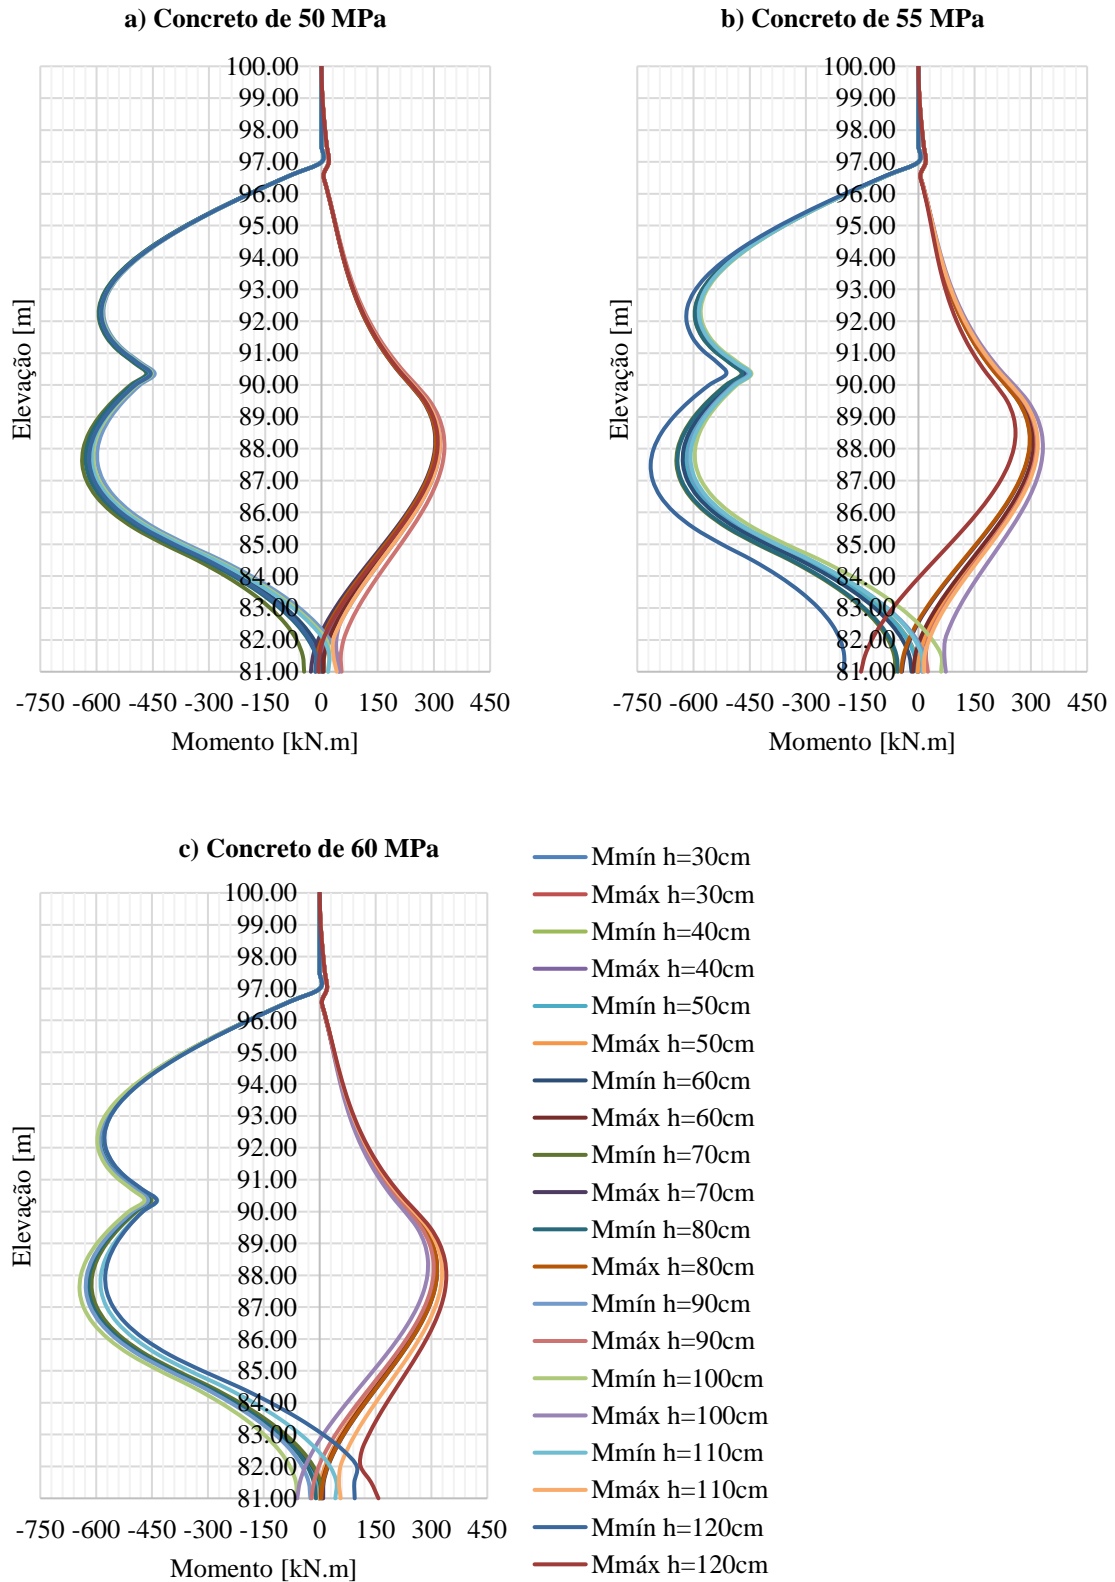 a) Concreto de 50 MPa
100.00
99.00
98.00
97.00
96.00
95.00
94.00
93.00
92.00
91.00
90.00
89.00
88.00
87.00
86.00
85.00
84.00
83.00
82.00
81.00
-750 -600 -450 -300 -150 0 150 300 450
Elevação [m]
Momento [kN.m]
b) Concreto de 55 MPa
100.00
99.00
98.00
97.00
96.00
95.00
94.00
93.00
92.00
91.00
90.00
89.00
88.00
87.00
86.00
85.00
84.00
83.00
82.00
81.00
-750 -600 -450 -300 -150 0 150 300 450
Elevação [m]
Momento [kN.m]
c) Concreto de 60 MPa
100.00
99.00
98.00
97.00
96.00
95.00
94.00
93.00
92.00
91.00
90.00
89.00
88.00
87.00
86.00
85.00
84.00
83.00
82.00
81.00
-750 -600 -450 -300 -150 0 150 300 450
Elevação [m]
Momento [kN.m]
Mmín h=30cm
Mmáx h=30cm
Mmín h=40cm
Mmáx h=40cm
Mmín h=50cm
Mmáx h=50cm
Mmín h=60cm
Mmáx h=60cm
Mmín h=70cm
Mmáx h=70cm
Mmín h=80cm
Mmáx h=80cm
Mmín h=90cm
Mmáx h=90cm
Mmín h=100cm
Mmáx h=100cm
Mmín h=110cm
Mmáx h=110cm
Mmín h=120cm
Mmáx h=120cm